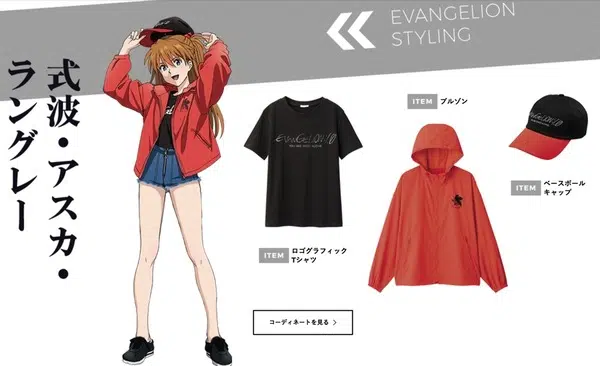 EVANGELION
STYLING
式波・アスカ・
ラングレー
ITEM ブルゾン
ITEM ベースボール
キャップ
ITEM ロゴグラフィック
Tシャツ
コーディネートを見る
EVANGELION